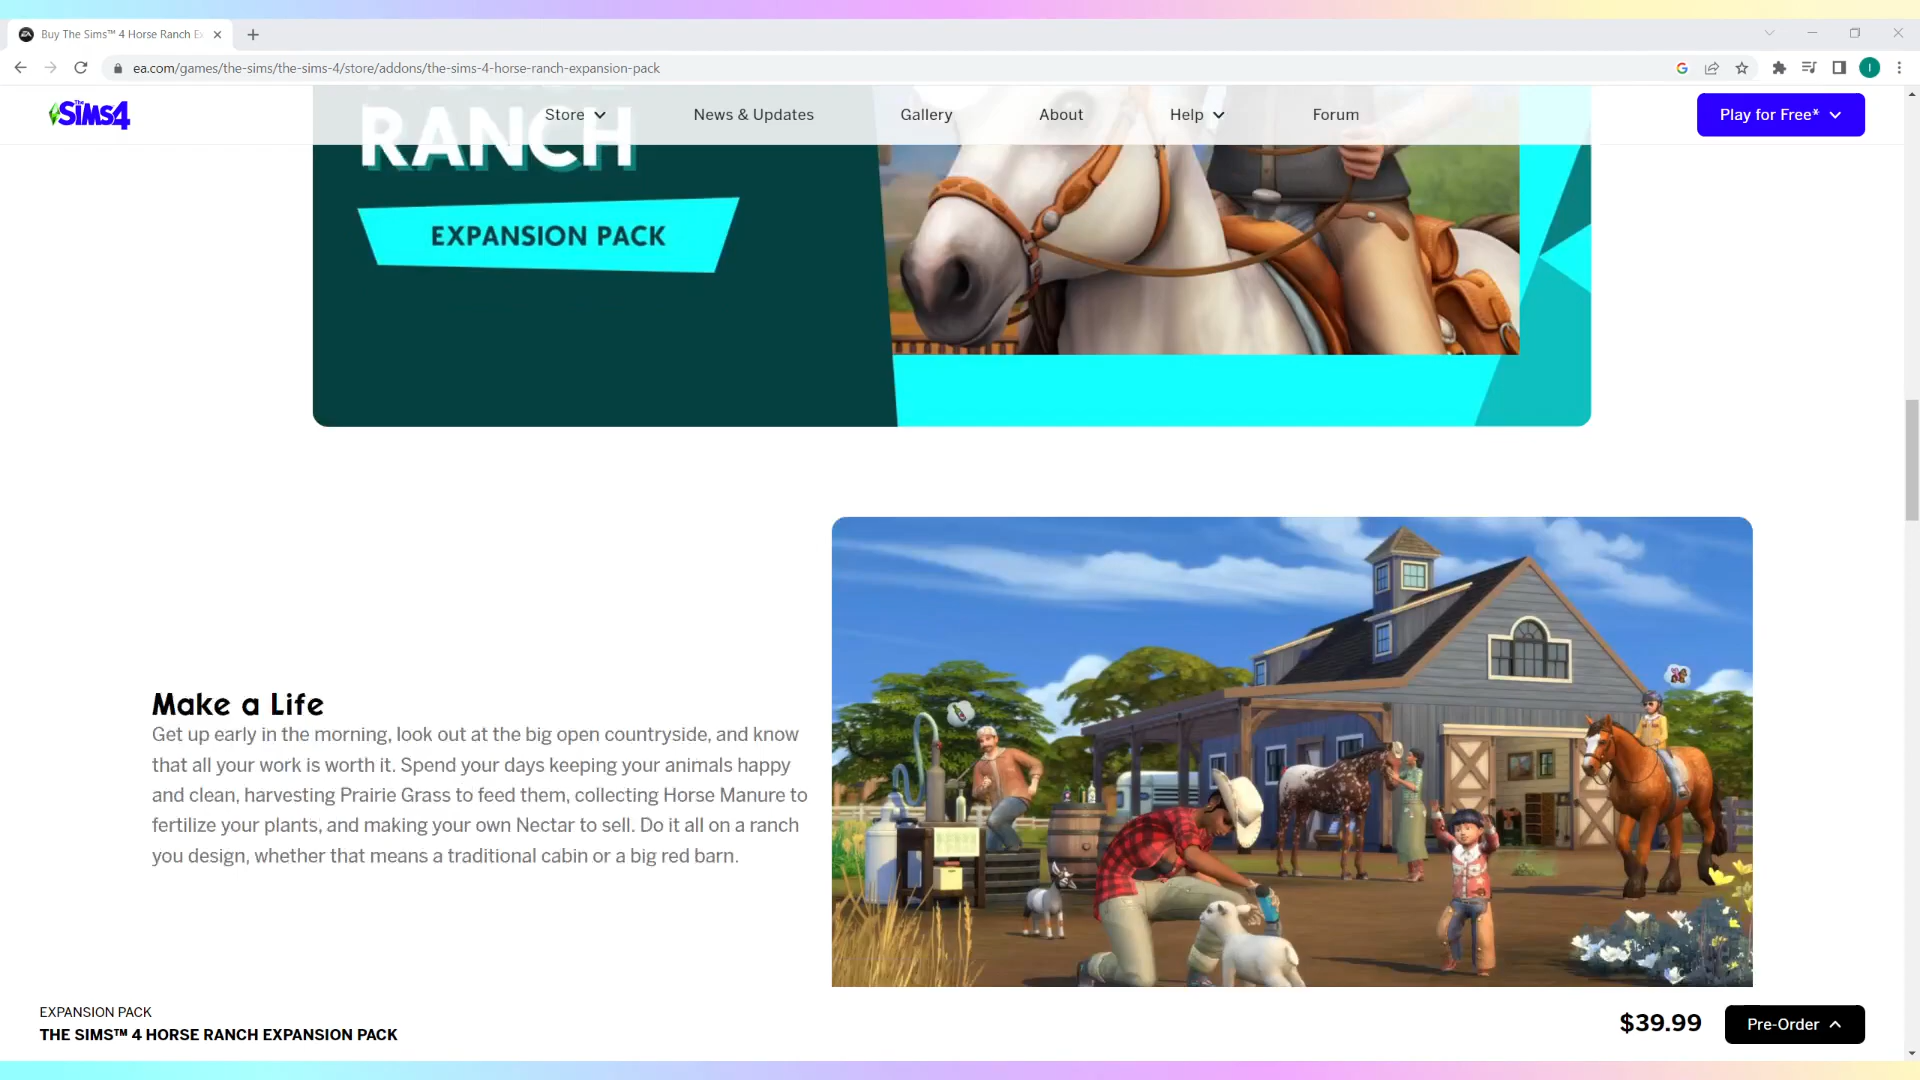 Buy The Sims™ 4 Horse Ranch Ex
ea.com/games/the-sims/the-sims-4/store/addons/the-sims-4-horse-ranch-expansion-pack
The SIMS4
Store
News & Updates
Gallery
About
Help
Forum
Play for Free*
RANCH
EXPANSION PACK
Make a Life
Get up early in the morning, look out at the big open countryside, and know
that all your work is worth it. Spend your days keeping your animals happy
and clean, harvesting Prairie Grass to feed them, collecting Horse Manure to
fertilize your plants, and making your own Nectar to sell. Do it all on a ranch
you design, whether that means a traditional cabin or a big red barn.
EXPANSION PACK
THE SIMS™ 4 HORSE RANCH EXPANSION PACK
$39.99
Pre-Order